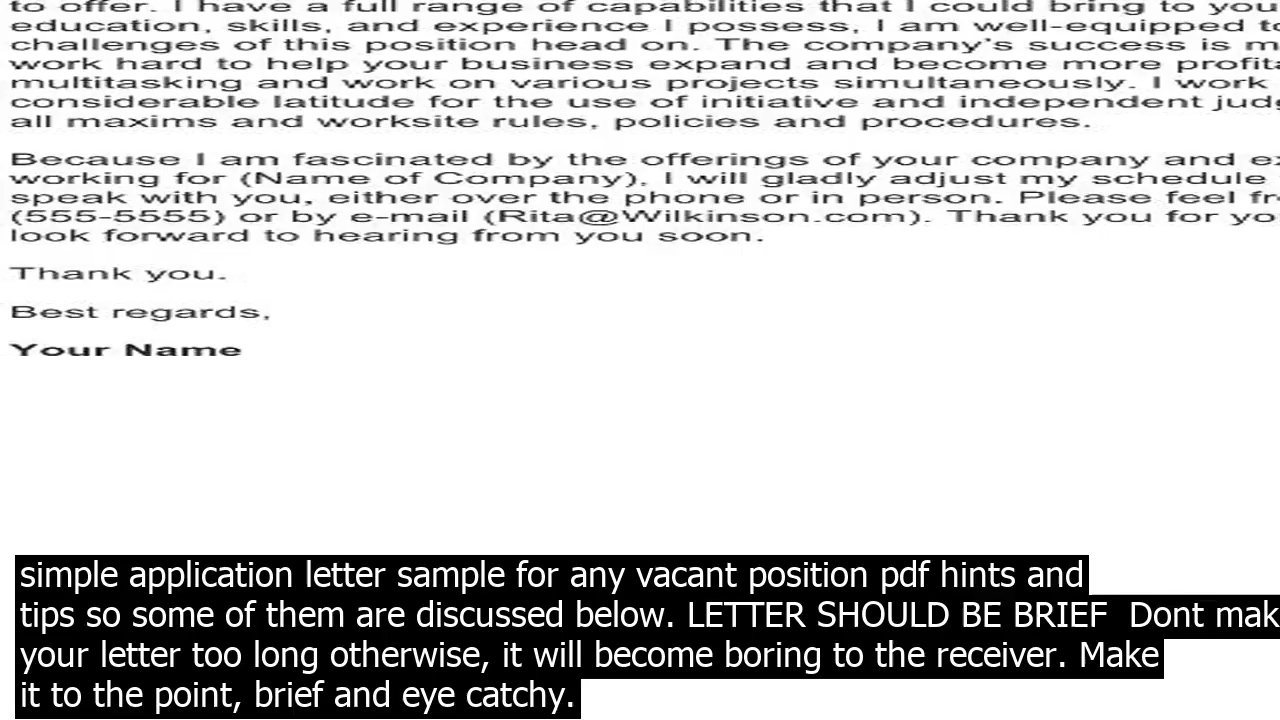 to offer. I have a full range of capabilities that I could bring to you
education, skills, and experience I possess, I am well-equipped to
challenges of this position head on. The company's success is m
work hard to help your business expand and become more profita
multitasking and work on various projects simultaneously. I work
considerable latitude for the use of initiative and independent judg
all maxims and worksite rules, policies and procedures.
Because I am fascinated by the offerings of your company and ex
working for (Name of Company), I will gladly adjust my schedule
speak with you, either over the phone or in person. Please feel fr
(555-5555) or by e-mail (Rita@Wilkinson.com). Thank you for yo
look forward to hearing from you soon.
Thank you.
Best regards,
Your Name
simple application letter sample for any vacant position pdf hints and
tips so some of them are discussed below. LETTER SHOULD BE BRIEF Dont mak
your letter too long otherwise, it will become boring to the receiver. Make
it to the point, brief and eye catchy.